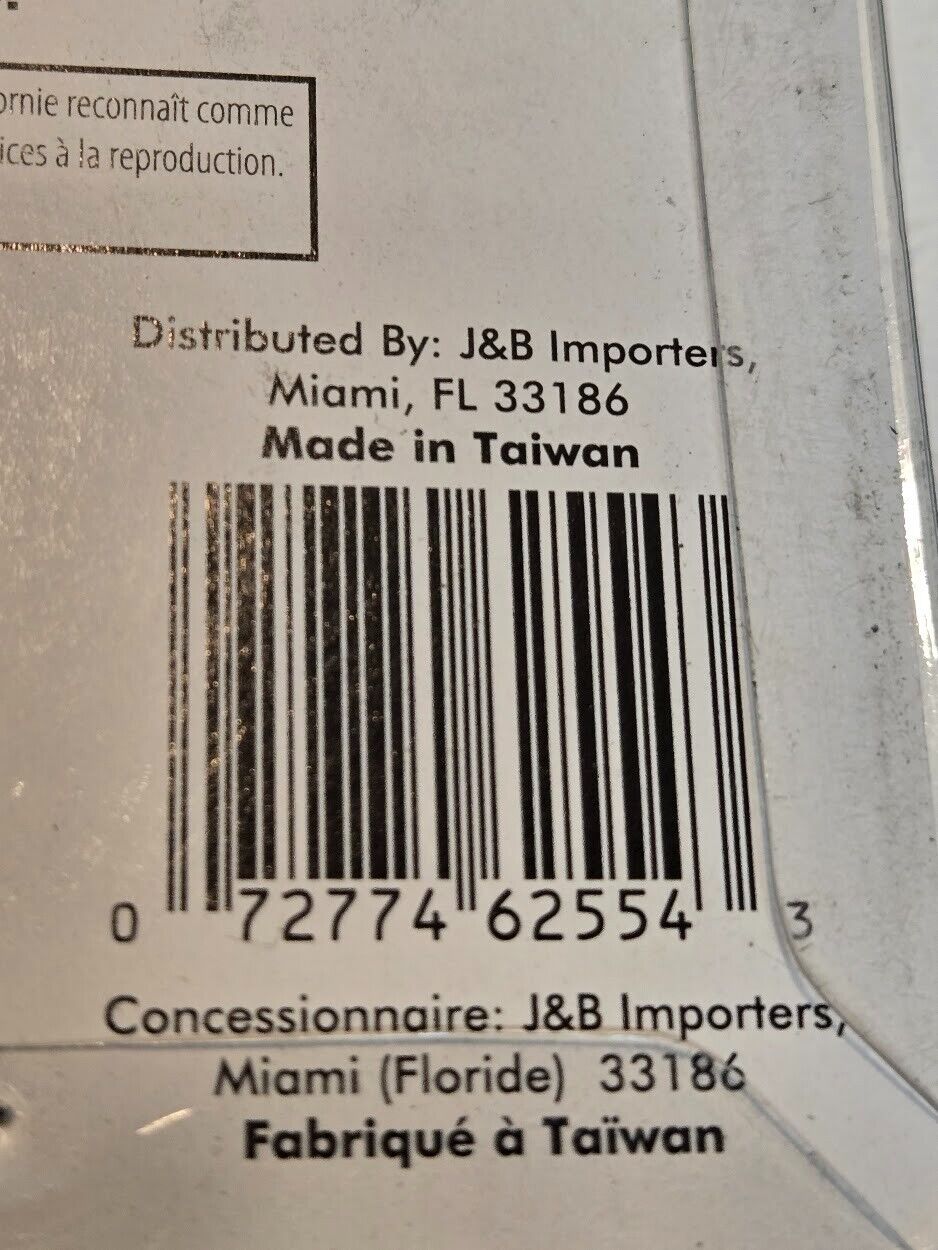 ornie reconnaît comme
ices à la reproduction.
Distributed By: J&B Importers,
Miami, FL 33186
Made in Taiwan
0 72774 62554 3
Concessionnaire: J&B Importers,
Miami (Floride) 33186
Fabriqué à Taïwan